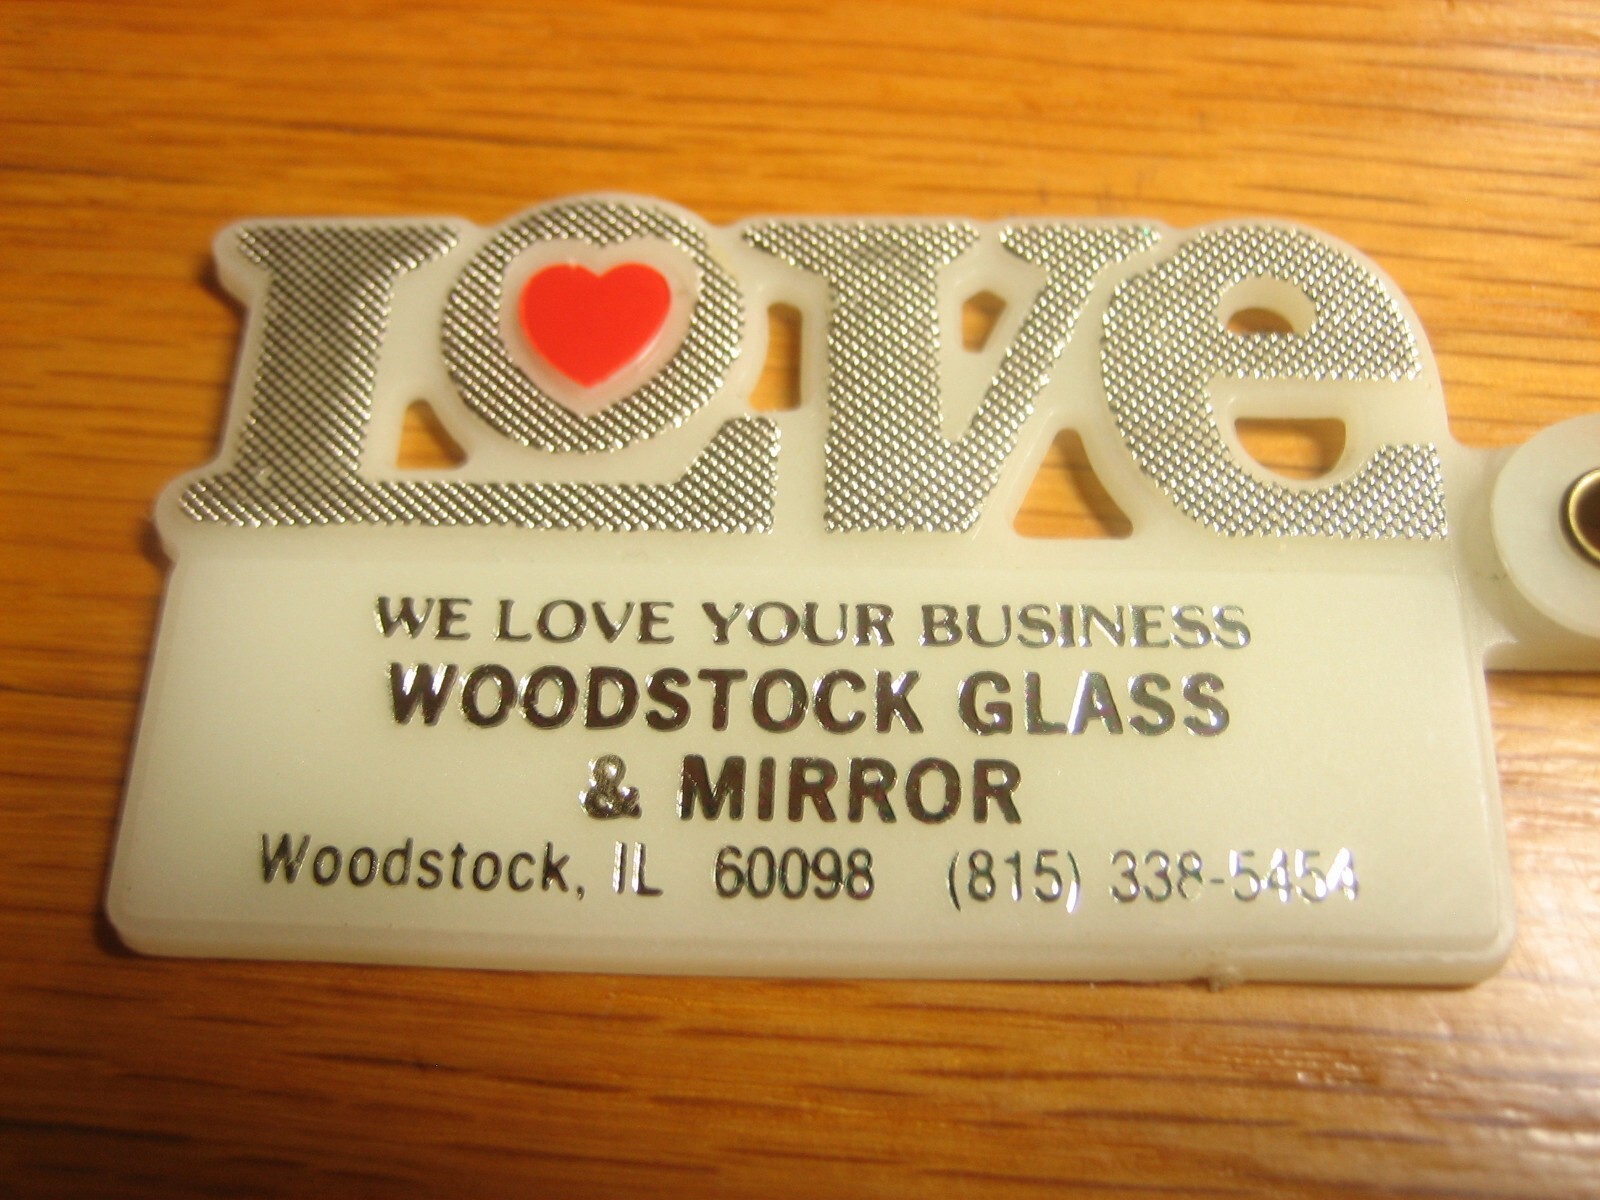 Love
WE LOVE YOUR BUSINESS
WOODSTOCK GLASS
& MIRROR
Woodstock, IL 60098 (815) 338-5454